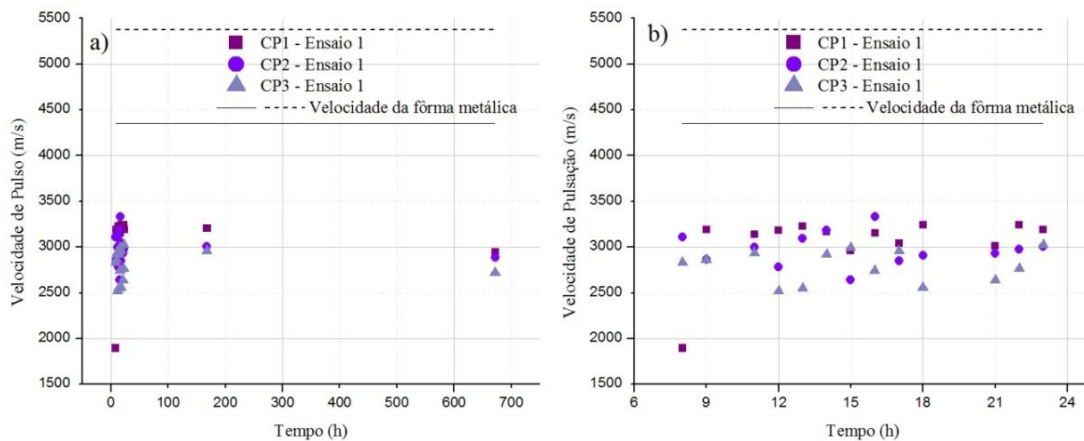 a)
CP1 - Ensaio 1
CP2 - Ensaio 1
CP3 - Ensaio 1
Velocidade da fôrma metálica
Velocidade de Pulso (m/s)
5500
5000
4500
4000
3500
3000
2500
2000
1500
0 100 200 300 400 500 600 700
Tempo (h)
b)
CP1 - Ensaio 1
CP2 - Ensaio 1
CP3 - Ensaio 1
Velocidade da fôrma metálica
Velocidade de Pulsação (m/s)
5500
5000
4500
4000
3500
3000
2500
2000
1500
6 9 12 15 18 21 24
Tempo (h)